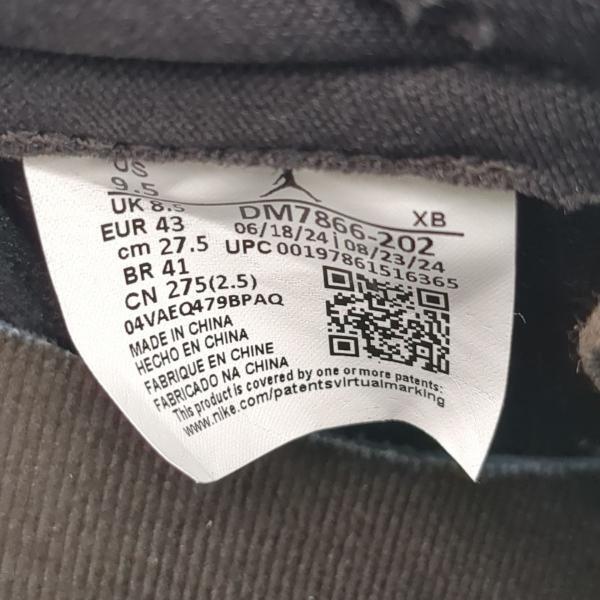 US
9.5
UK 8.5
EUR 43
cm 27.5
BR 41
CN 275(2.5)
04VAEQ479BPAQ
XB
DM7866-202
06/18/24 | 08/23/24
UPC 00197861516365
MADE IN CHINA
HECHO EN CHINA
FABRIQUE EN CHINE
FABRICADO NA CHINA
This product is covered by one or more patents:
www.nike.com/patentsvirtualmarking